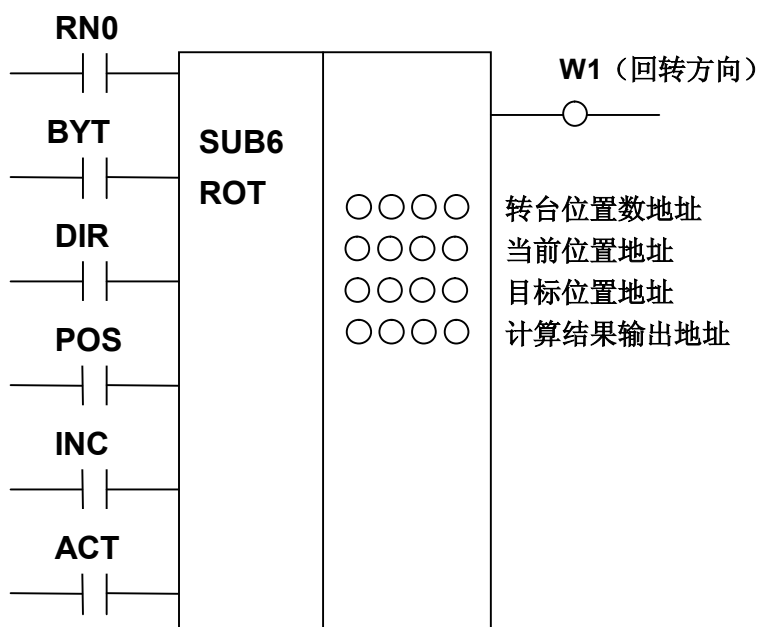 RN0
W1（回转方向）
BYT
SUB6
ROT
转台位置数地址
DIR
当前位置地址
目标位置地址
POS
计算结果输出地址
INC
ACT